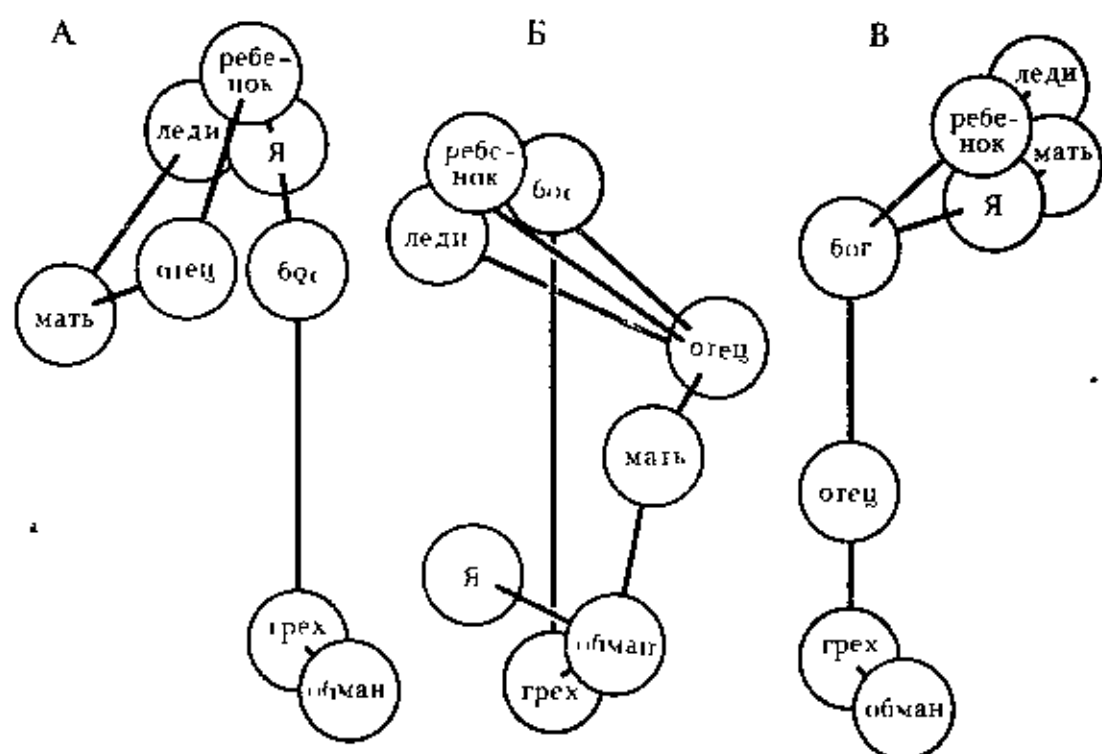 А
ребе-
нок
леди
Я
отец
бог
мать
грех
обман
Б
ребе-
нок
бог
леди
отец
мать
Я
обман
грех
В
леди
ребе-
нок
мать
Я
бог
отец
грех
обман